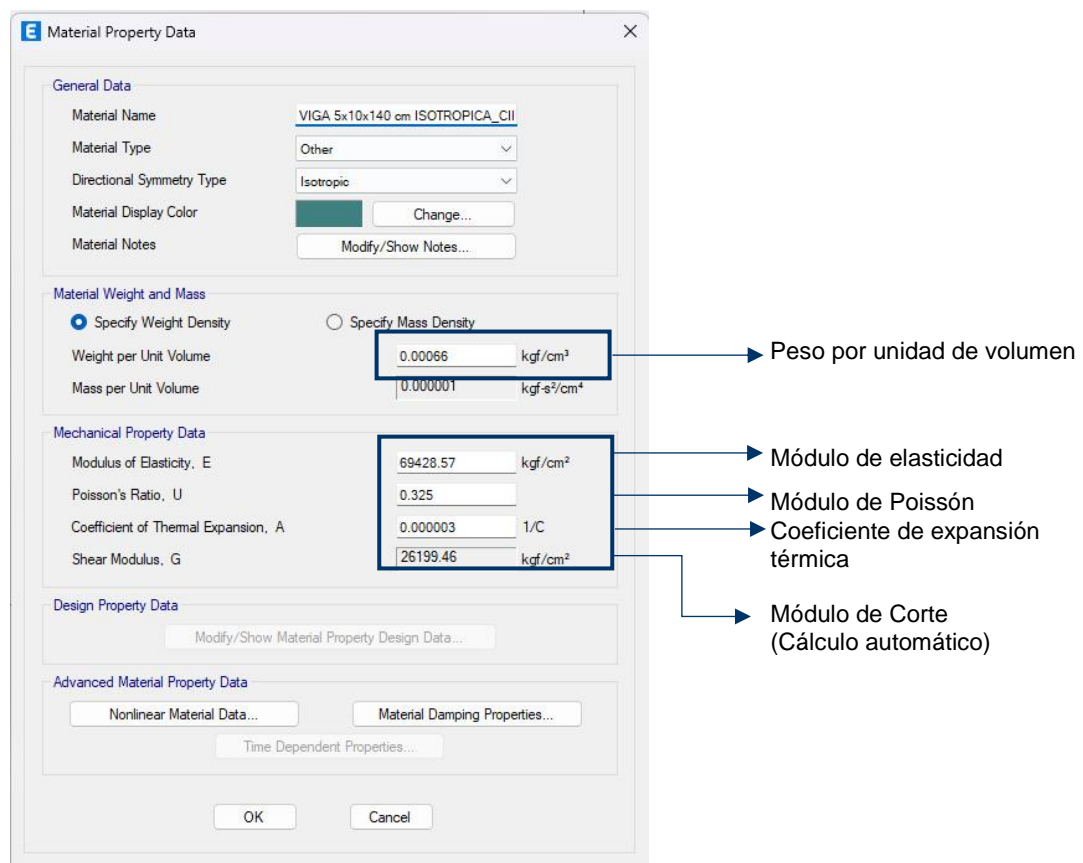 E Material Property Data
General Data
Material Name VIGA 5x10x140 cm ISOTROPICA_CII
Material Type Other
Directional Symmetry Type Isotropic
Material Display Color Change...
Material Notes Modify/Show Notes...
Material Weight and Mass
Specify Weight Density Specify Mass Density
Weight per Unit Volume 0.00066 kgf/cm³ Peso por unidad de volumen
Mass per Unit Volume 0.000001 kgf-s²/cm⁴
Mechanical Property Data
Modulus of Elasticity, E 69428.57 kgf/cm² Módulo de elasticidad
Poisson's Ratio, U 0.325 Módulo de Poissón
Coefficient of Thermal Expansion, A 0.000003 1/C Coeficiente de expansión
térmica
Shear Modulus, G 26199.46 kgf/cm²
Módulo de Corte
(Cálculo automático)
Design Property Data
Modify/Show Material Property Design Data...
Advanced Material Property Data
Nonlinear Material Data... Material Damping Properties...
Time Dependent Properties...
OK Cancel